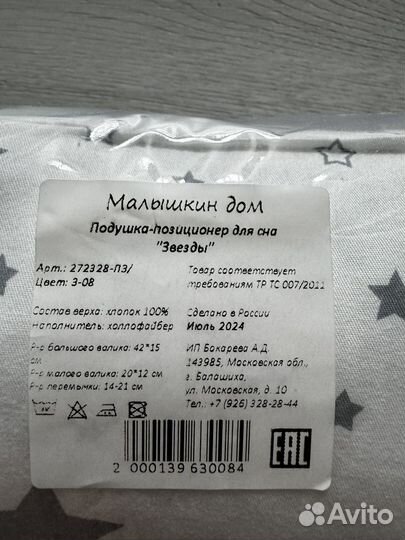 Малышкин дом
Подушка-позиционер для сна
"Звезды"
Арт.: 272328-ПЗ/
Цвет: З-08
Товар соответствует
требованиям ТР ТС 007/2011
Состав верха: хлопок 100%
Наполнитель: холлофайбер
Сделано в России
Июль 2024
Р-р большого валика: 42*15
см
Р-р малого валика: 20*12 см
Р-р перемычки: 14-21 см
ИП Бокарева А.Д.
143985, Московская обл.,
г. Балашиха,
ул. Московская, д. 10
Тел.: +7 (926) 328-28-44
2 000139 630084
EAC
Avito